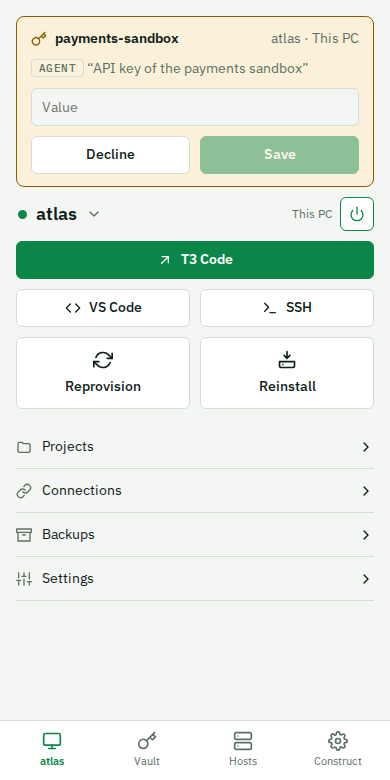 payments-sandbox
atlas · This PC
AGENT “API key of the payments sandbox”
Value
Decline
Save
atlas
This PC
T3 Code
VS Code
SSH
Reprovision
Reinstall
Projects
Connections
Backups
Settings
atlas
Vault
Hosts
Construct